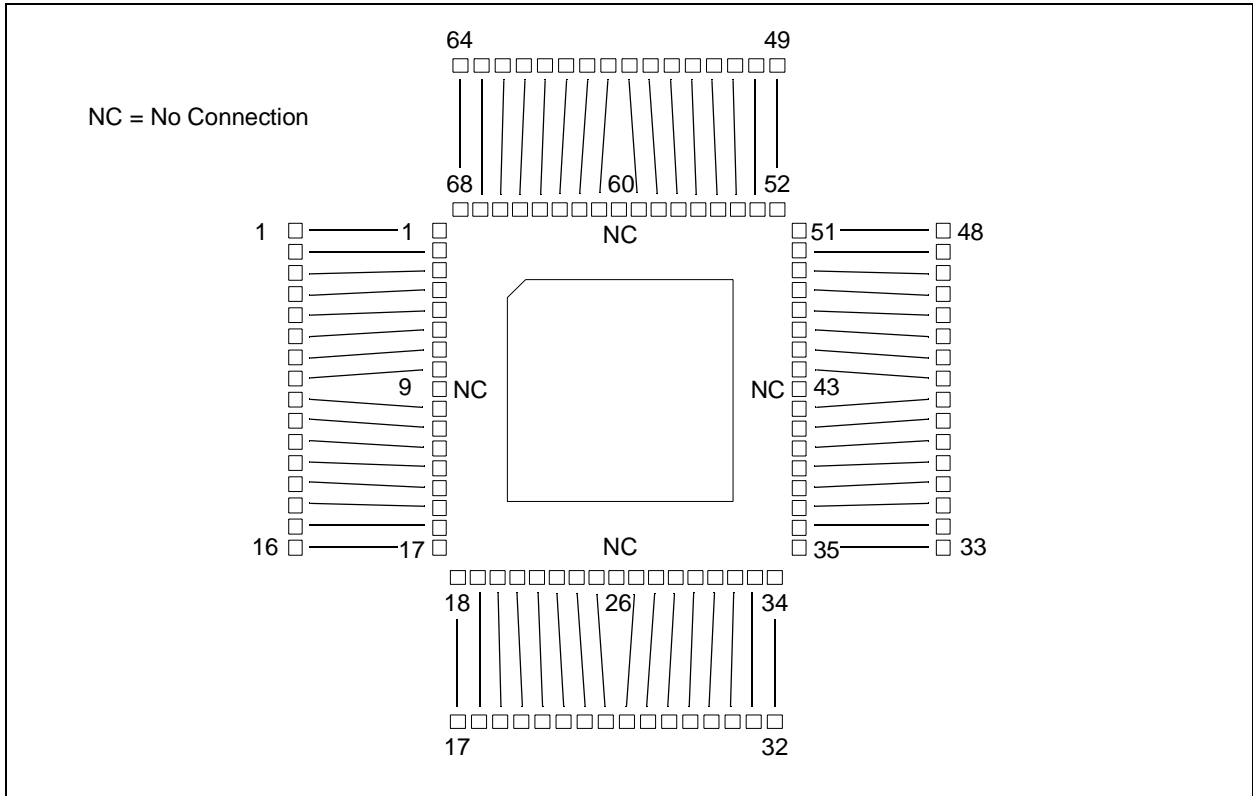 64 49
NC = No Connection
68 60 52
1 1 NC 51 48
9 NC NC 43
16 17 NC 35 33
18 26 34
17 32